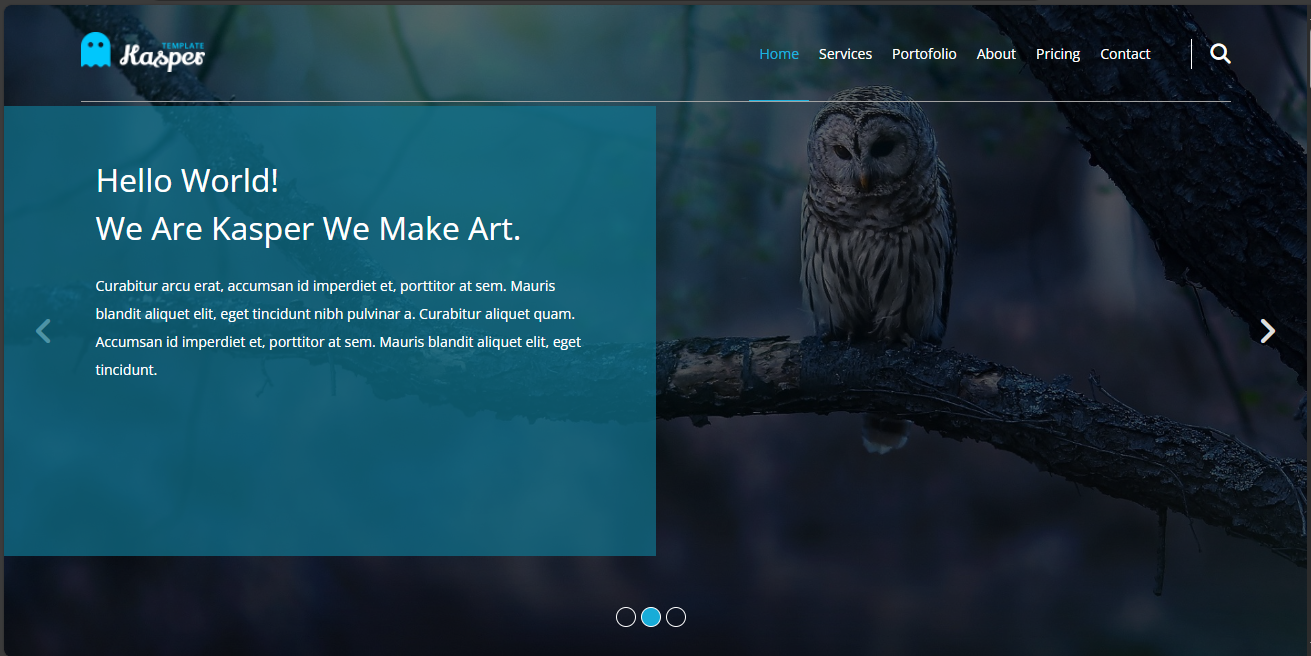 TEMPLATE
Kasper
Home Services Portofolio About Pricing Contact
Hello World!
We Are Kasper We Make Art.
Curabitur arcu erat, accumsan id imperdiet et, porttitor at sem. Mauris
blandit aliquet elit, eget tincidunt nibh pulvinar a. Curabitur aliquet quam.
Accumsan id imperdiet et, porttitor at sem. Mauris blandit aliquet elit, eget
tincidunt.